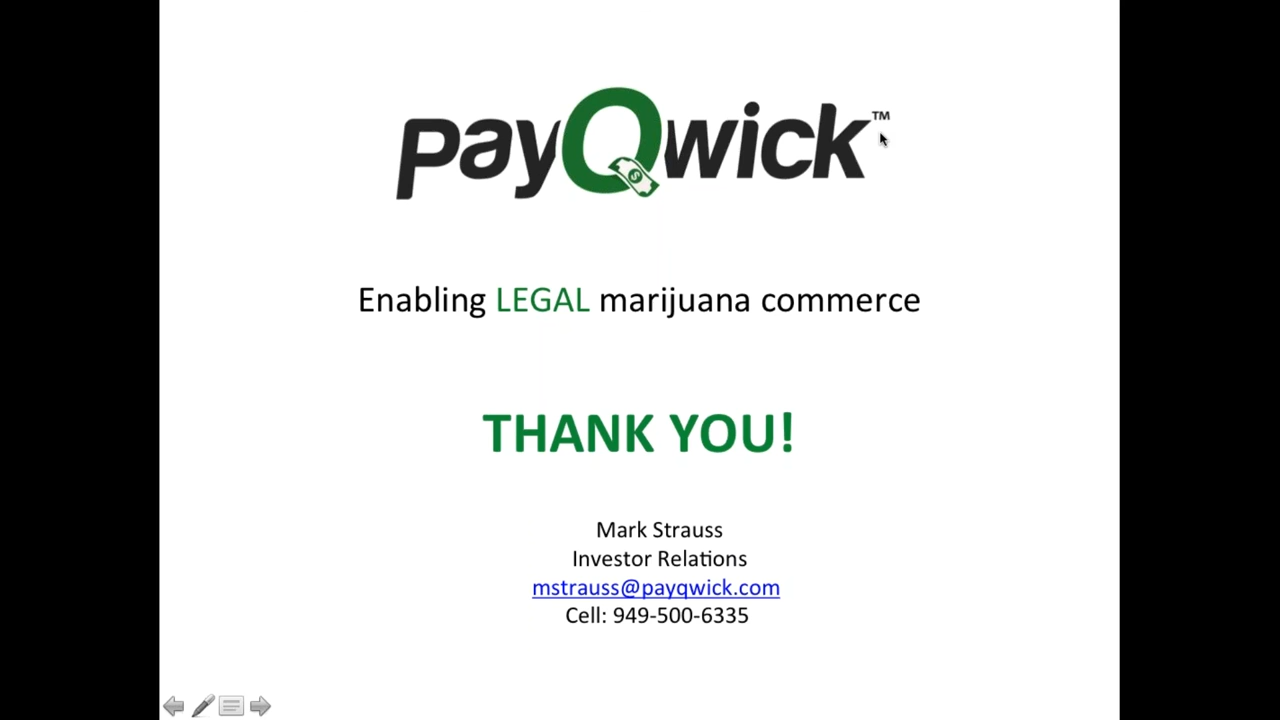 payQwick™
Enabling LEGAL marijuana commerce
THANK YOU!
Mark Strauss
Investor Relations
mstrauss@payqwick.com
Cell: 949-500-6335